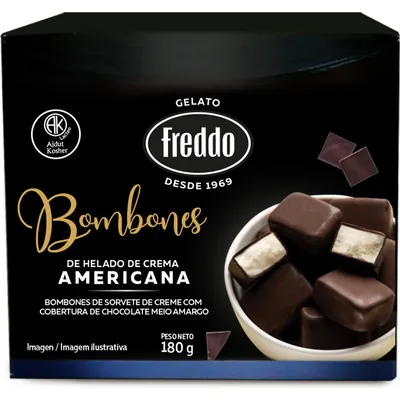 GELATO
freddo
DESDE 1969
AK
Lácteo
Ajdut
Kosher
Bombones
DE HELADO DE CREMA
AMERICANA
BOMBONES DE SORVETE DE CREME COM
COBERTURA DE CHOCOLATE MEIO AMARGO
PESO NETO
180 g
Imagen / Imagem ilustrativa